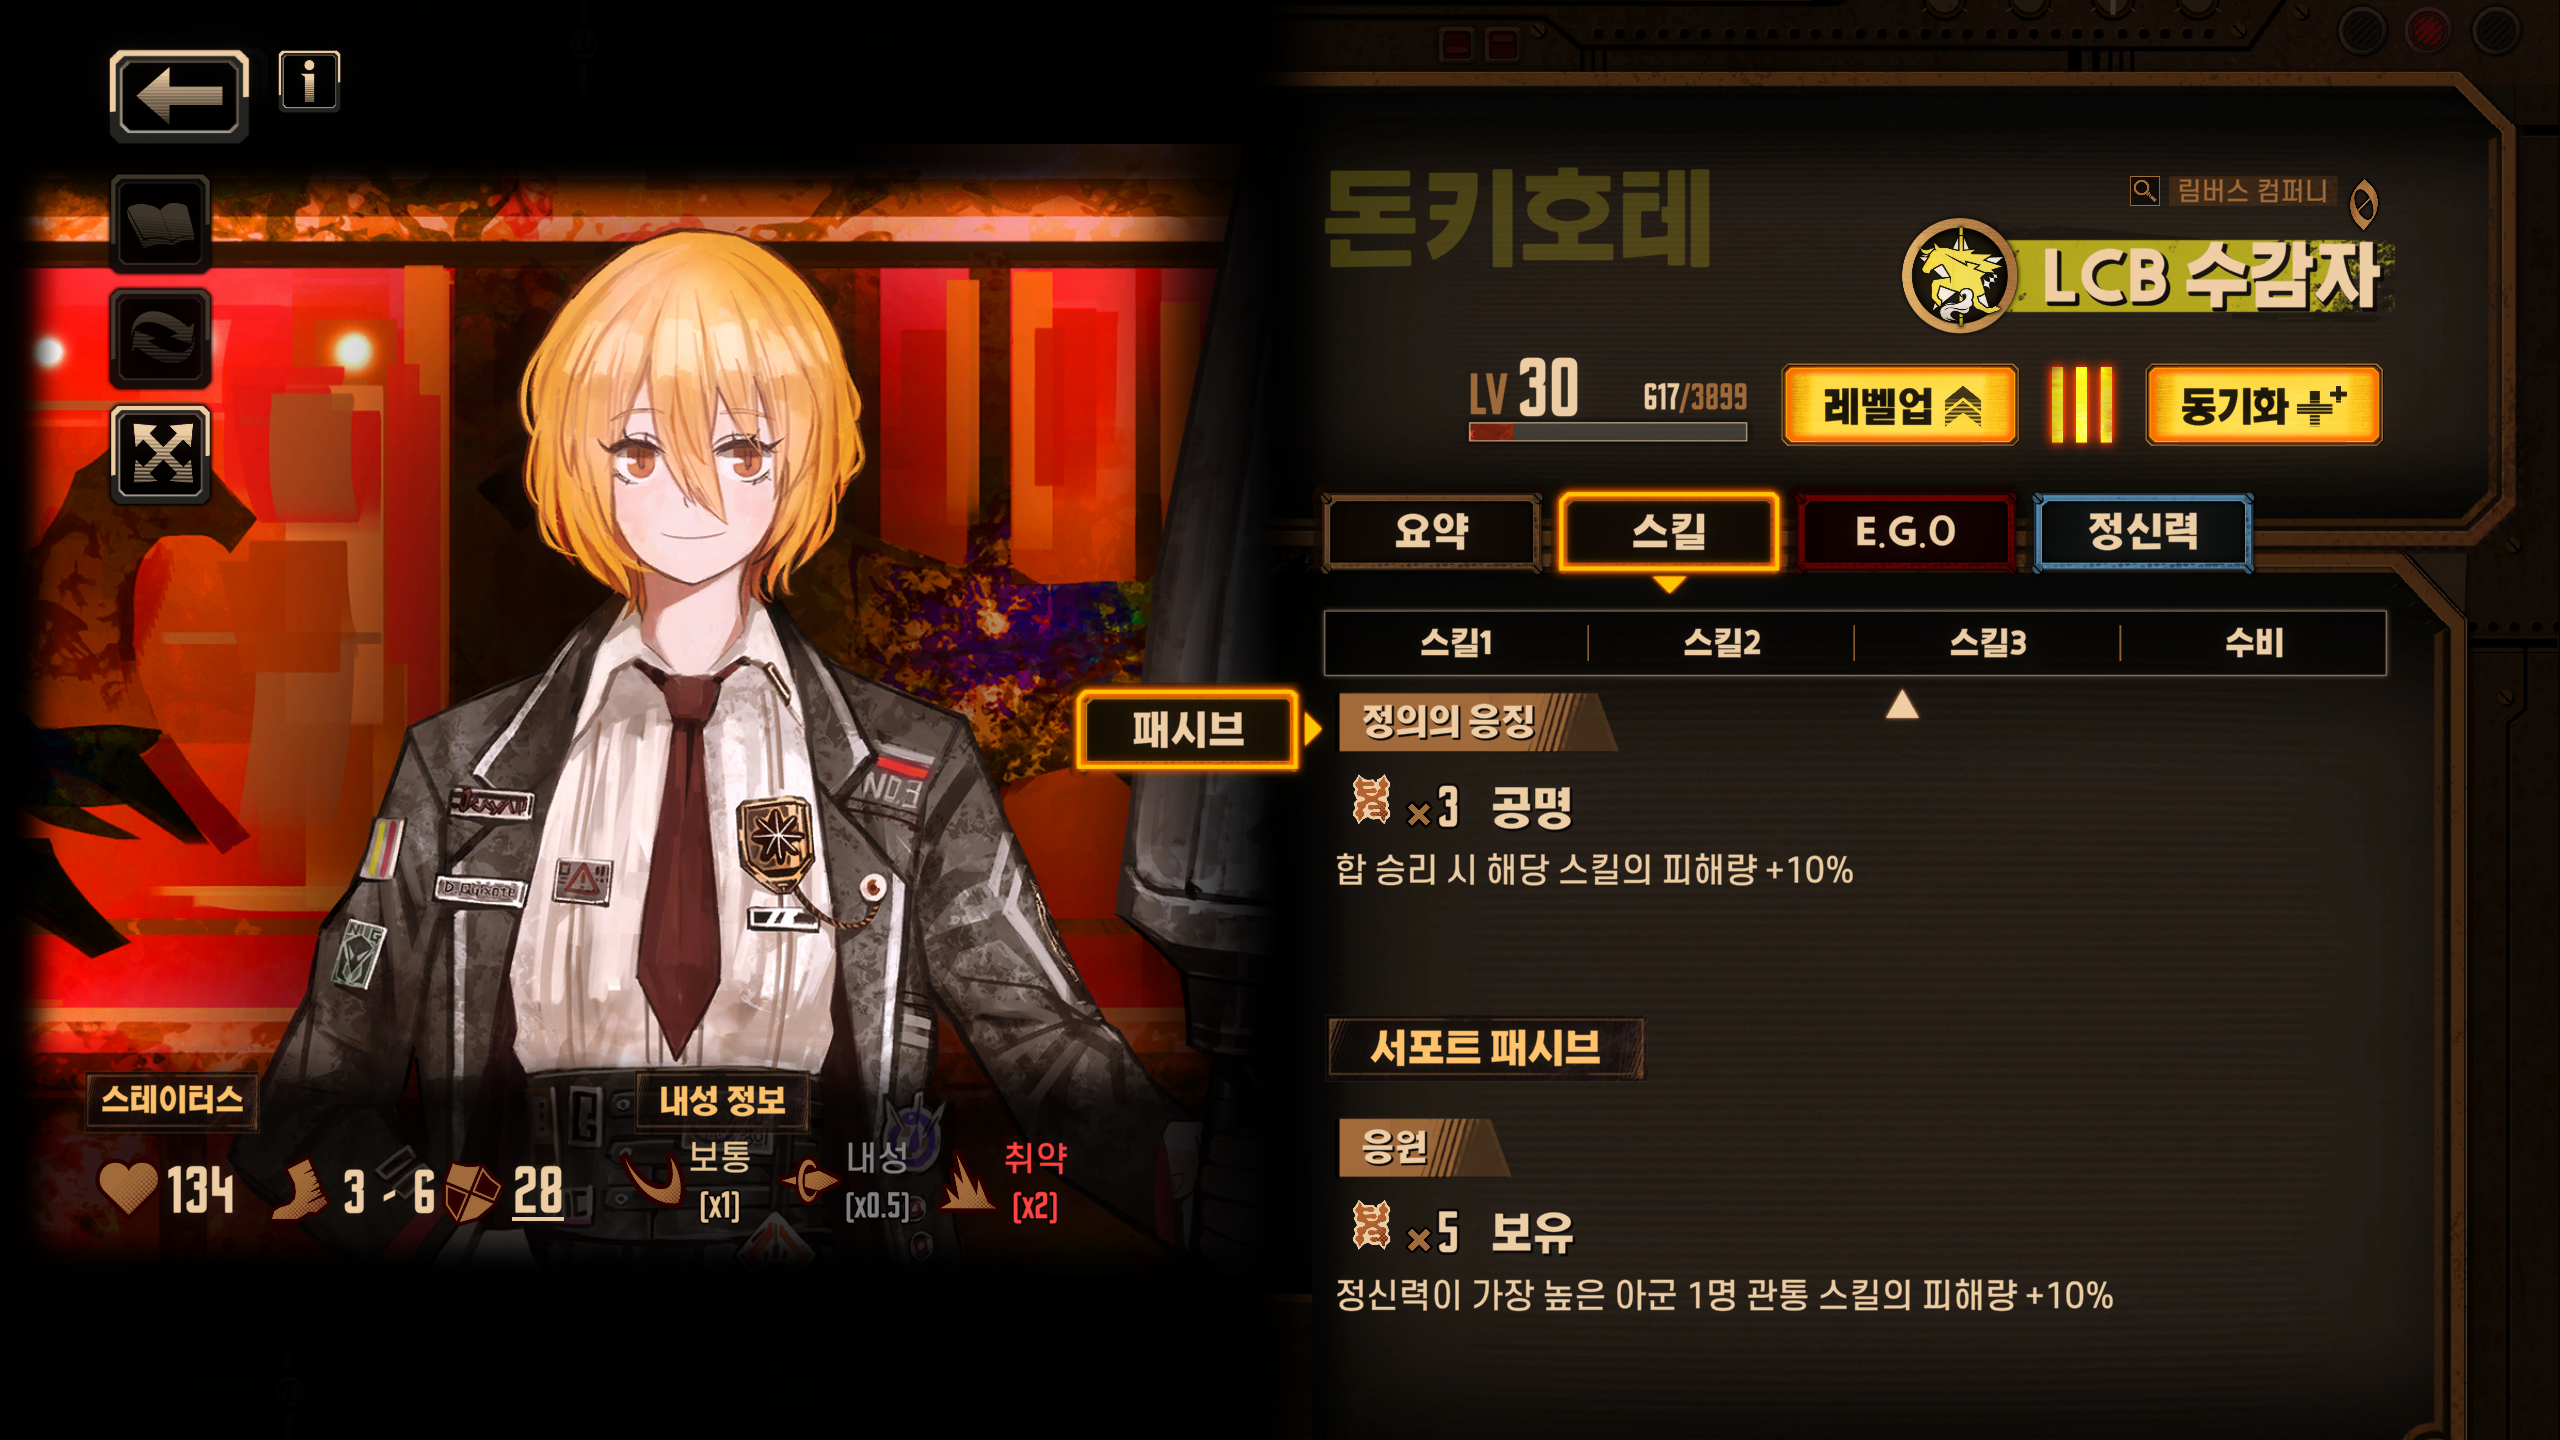 돈키호테
림버스 컴퍼니
LCB 수감자
LV 30
617/3899
레벨업
동기화
요약
스킬
E.G.O
정신력
스킬1
스킬2
스킬3
수비
패시브
정의의 응징
×3 공명
합 승리 시 해당 스킬의 피해량 +10%
서포트 패시브
응원
×5 보유
정신력이 가장 높은 아군 1명 관통 스킬의 피해량 +10%
NO.3
D.Quixote
스테이터스
134
3 - 6
28
내성 정보
보통
[x1]
내성
[x0.5]
취약
[x2]